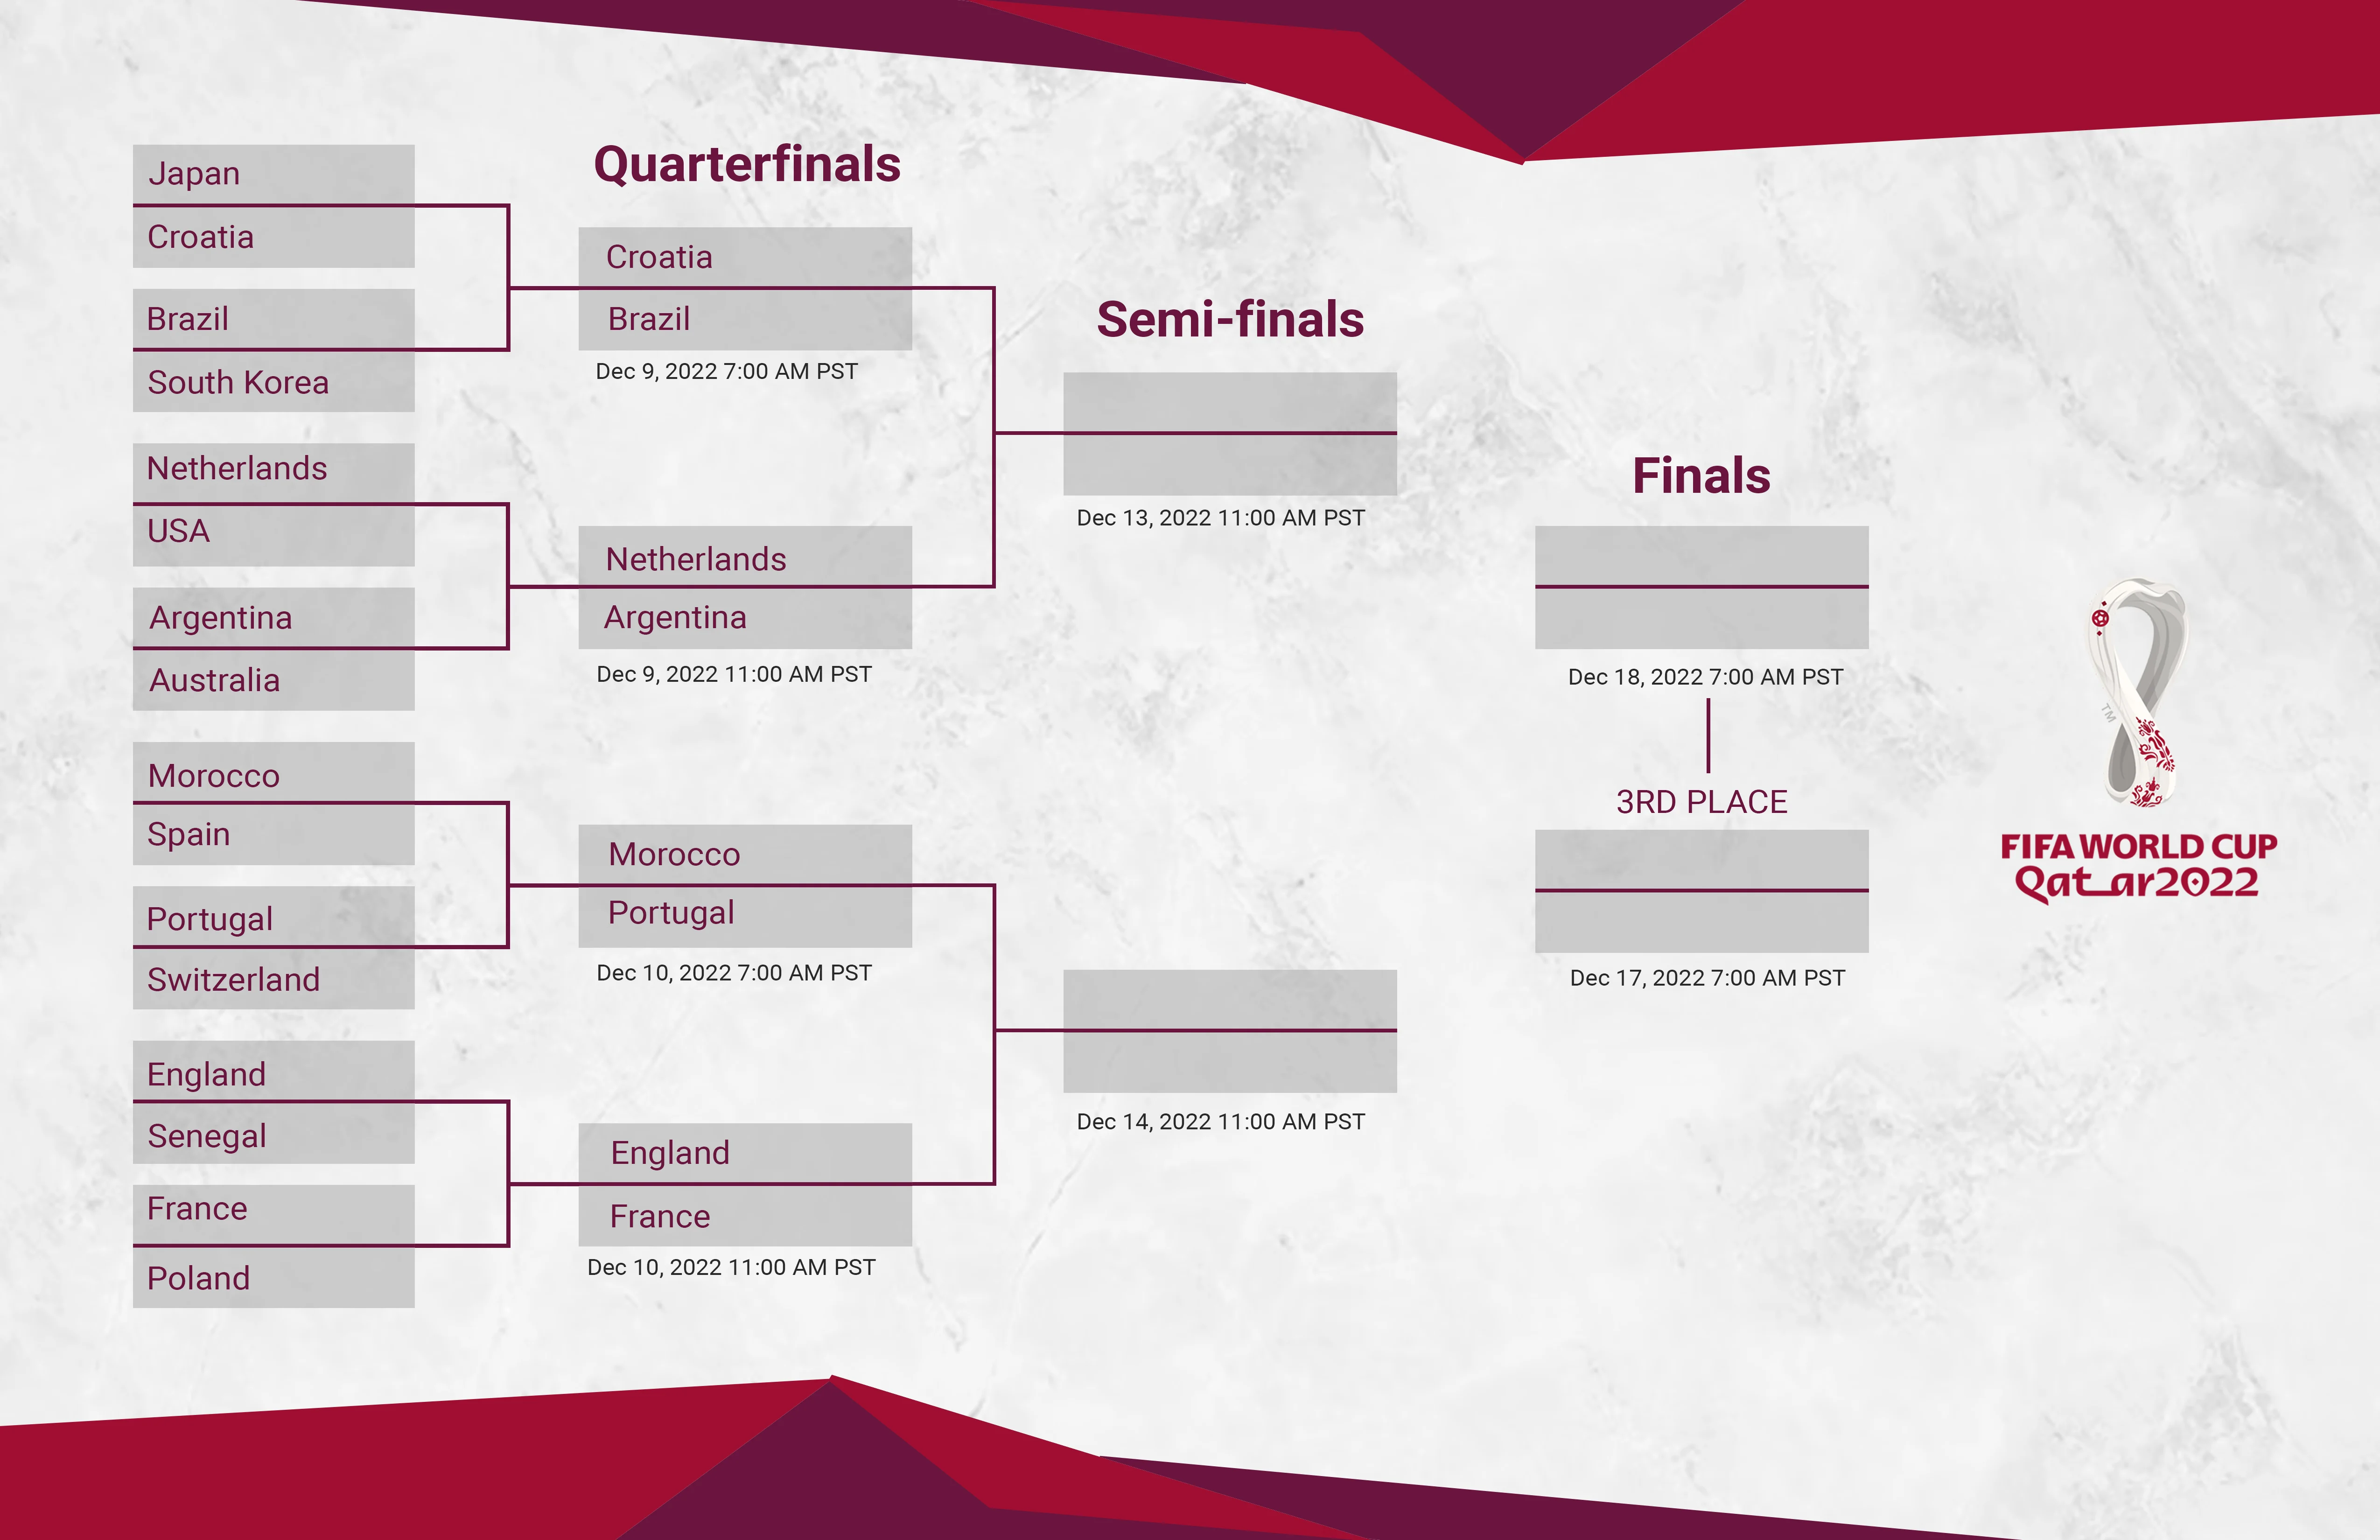 Japan
Croatia
Brazil
South Korea
Netherlands
USA
Argentina
Australia
Morocco
Spain
Portugal
Switzerland
England
Senegal
France
Poland
Quarterfinals
Croatia
Brazil
Dec 9, 2022 7:00 AM PST
Netherlands
Argentina
Dec 9, 2022 11:00 AM PST
Morocco
Portugal
Dec 10, 2022 7:00 AM PST
England
France
Dec 10, 2022 11:00 AM PST
Semi-finals
Dec 13, 2022 11:00 AM PST
Dec 14, 2022 11:00 AM PST
Finals
Dec 18, 2022 7:00 AM PST
3RD PLACE
Dec 17, 2022 7:00 AM PST
TM
FIFA WORLD CUP
Qatar2022